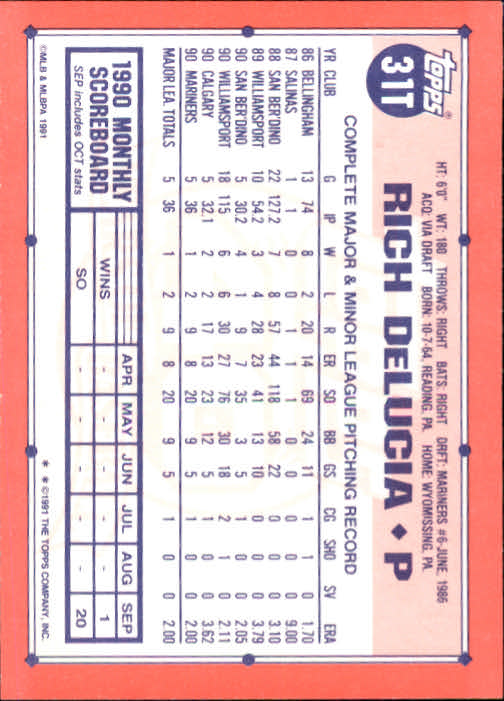 topps®
31T
RICH DeLUCIA ♦ P
HT: 6'0" WT: 180 THROWS: RIGHT BATS: RIGHT DRFT: MARINERS #6-JUNE, 1986
ACQ: VIA DRAFT BORN: 10-7-64, READING, PA HOME: WYOMISSING, PA
COMPLETE MAJOR & MINOR LEAGUE PITCHING RECORD
YR CLUB G IP W L R ER SO BB GS CG SHO SV ERA
86 BELLINGHAM 13 74 8 2 20 14 69 24 11 1 1 0 1.70
87 SALINAS 1 1 0 0 1 1 1 0 0 0 0 0 9.00
88 SAN BER'DINO 22 127.2 7 8 57 44 118 58 22 0 0 0 3.10
89 WILLIAMSPORT 10 54.2 3 4 28 23 41 13 10 0 0 0 3.79
90 SAN BER'DINO 5 30.2 4 1 9 7 35 3 5 1 0 0 2.05
90 WILLIAMSPORT 18 115 6 6 30 27 76 30 18 2 1 0 2.11
90 CALGARY 5 32.1 2 2 17 13 23 12 5 1 0 0 3.62
90 MARINERS 5 36 1 2 9 8 20 9 5 1 0 0 2.00
MAJOR LEA. TOTALS 5 36 1 2 9 8 20 9 5 1 0 0 2.00
1990 MONTHLY
SCOREBOARD
SEP includes OCT stats
APR MAY JUN JUL AUG SEP
WINS - - - - - 1
SO - - - - - 20
©MLB & MLBPA 1991
* * ©1991 THE TOPPS COMPANY, INC.